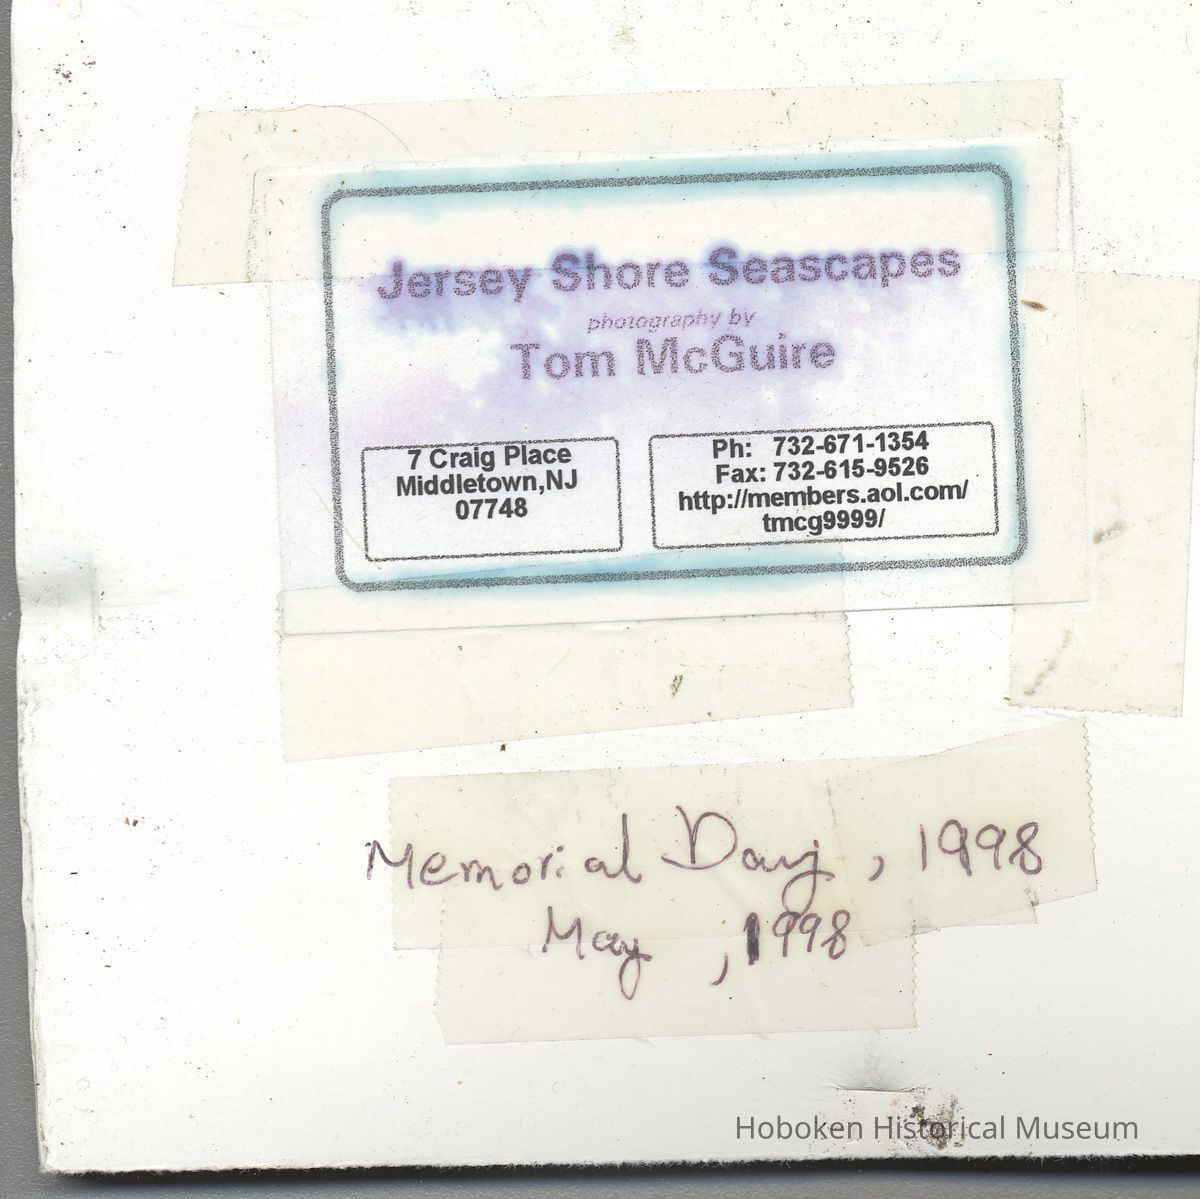 Jersey Shore Seascapes
photography by
Tom McGuire
7 Craig Place
Middletown,NJ
07748
Ph: 732-671-1354
Fax: 732-615-9526
http://members.aol.com/
tmcg9999/
Memorial Day, 1998
May , 1998
Hoboken Historical Museum